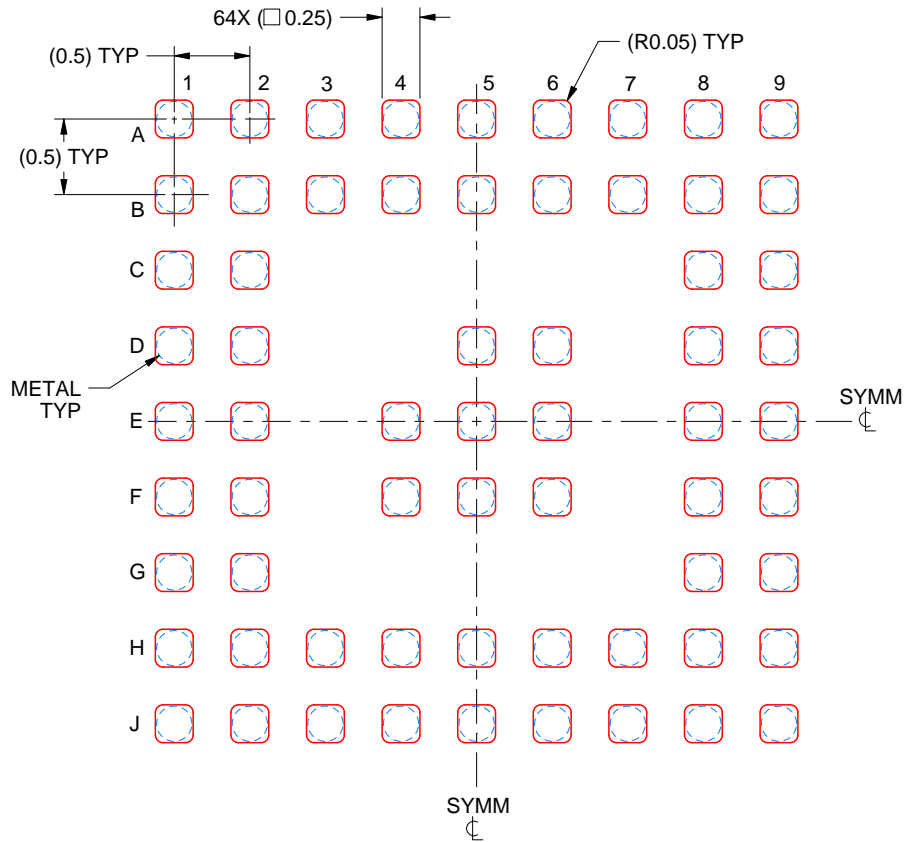 64X (□ 0.25)
(0.5) TYP
(R0.05) TYP
1 2 3 4 5 6 7 8 9
A
(0.5) TYP
B
C
D
METAL
TYP
E
SYMM
℄
F
G
H
J
SYMM
℄